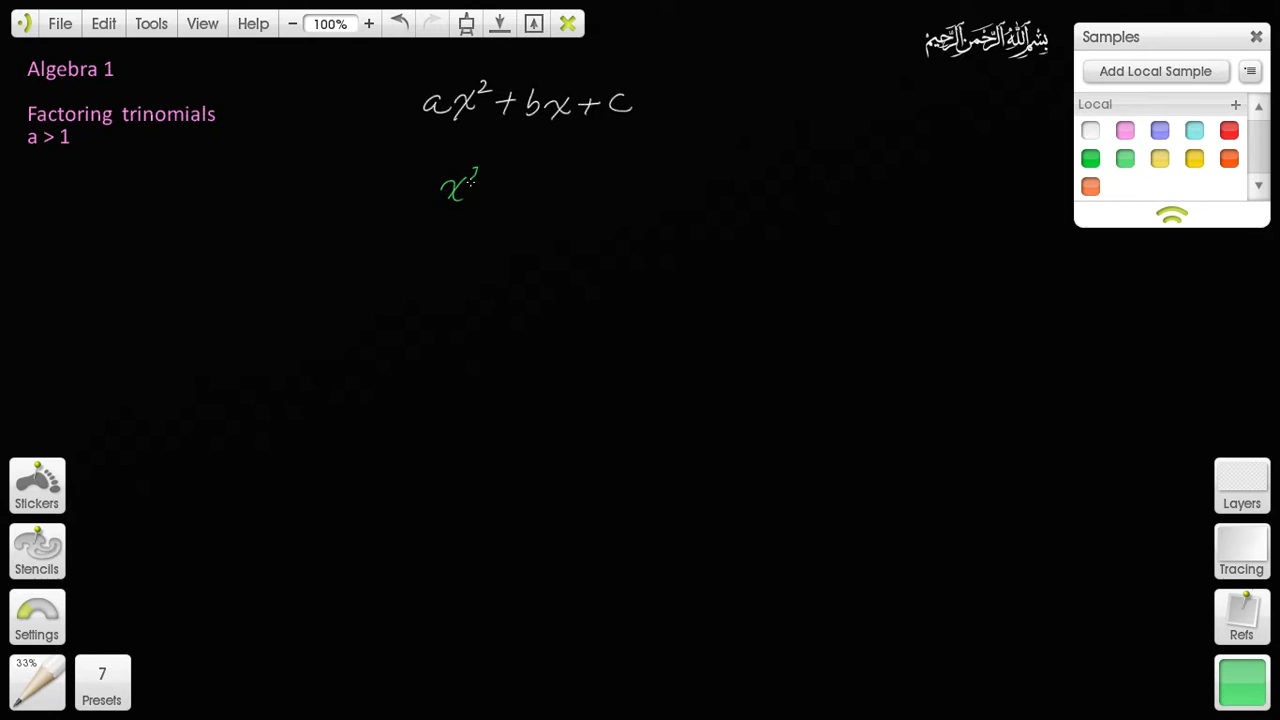 File Edit Tools View Help − 100% +
بسم الله الرحمن الرحيم
Samples
Add Local Sample
Local +
Algebra 1
Factoring trinomials
a > 1
ax² + bx + c
x²
Stickers
Stencils
Settings
33%
7
Presets
Layers
Tracing
Refs